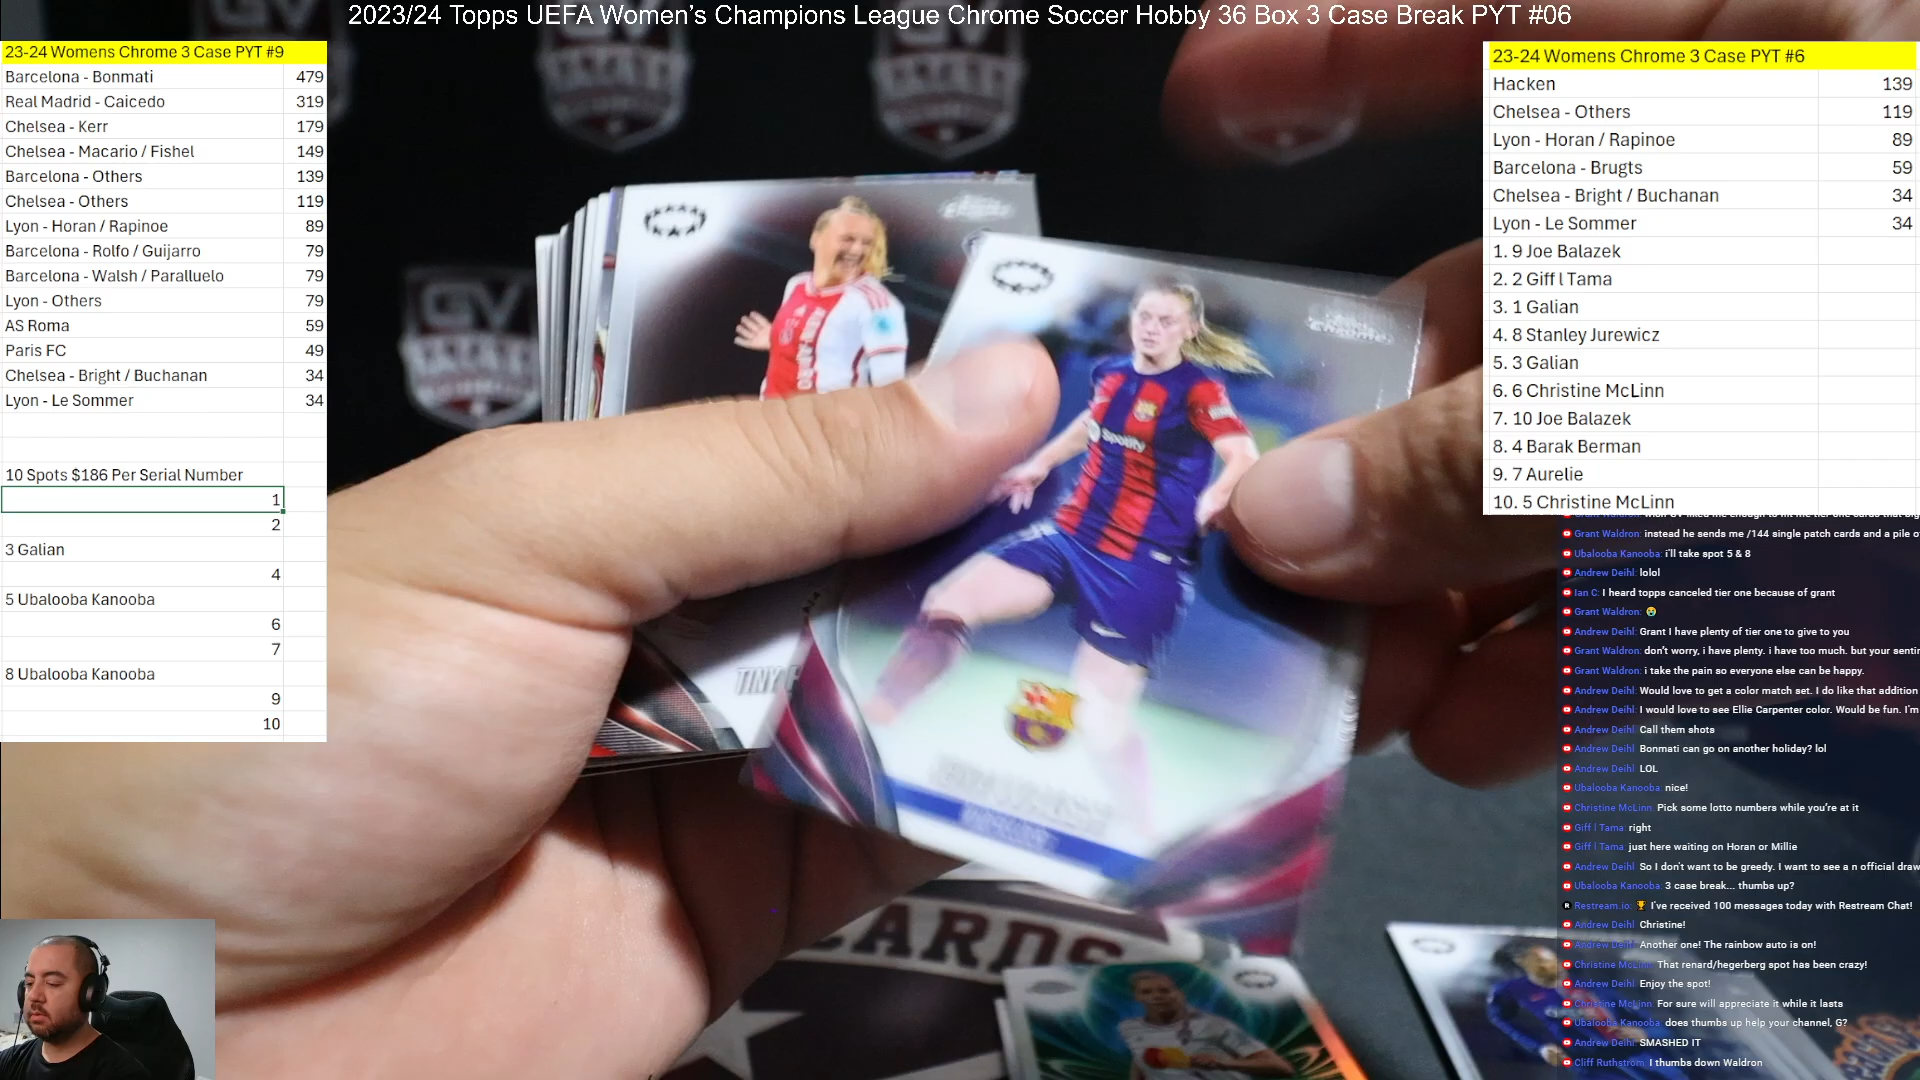 2023/24 Topps UEFA Women’s Champions League Chrome Soccer Hobby 36 Box 3 Case Break PYT #06
23-24 Womens Chrome 3 Case PYT #9
Barcelona - Bonmati 479
Real Madrid - Caicedo 319
Chelsea - Kerr 179
Chelsea - Macario / Fishel 149
Barcelona - Others 139
Chelsea - Others 119
Lyon - Horan / Rapinoe 89
Barcelona - Rolfo / Guijarro 79
Barcelona - Walsh / Paralluelo 79
Lyon - Others 79
AS Roma 59
Paris FC 49
Chelsea - Bright / Buchanan 34
Lyon - Le Sommer 34
10 Spots $186 Per Serial Number
1
2
3 Galian
4
5 Ubalooba Kanooba
6
7
8 Ubalooba Kanooba
9
10
23-24 Womens Chrome 3 Case PYT #6
Hacken 139
Chelsea - Others 119
Lyon - Horan / Rapinoe 89
Barcelona - Brugts 59
Chelsea - Bright / Buchanan 34
Lyon - Le Sommer 34
1. 9 Joe Balazek
2. 2 Giff l Tama
3. 1 Galian
4. 8 Stanley Jurewicz
5. 3 Galian
6. 6 Christine McLinn
7. 10 Joe Balazek
8. 4 Barak Berman
9. 7 Aurelie
10. 5 Christine McLinn
Grant Waldron: instead he sends me /144 single patch cards and a pile o
Ubalooba Kanooba: i'll take spot 5 & 8
Andrew Deihl: lolol
Ian C: I heard topps canceled tier one because of grant
Grant Waldron: 😭
Andrew Deihl: Grant I have plenty of tier one to give to you
Grant Waldron: don't worry, i have plenty. i have too much. but your sentin
Grant Waldron: i take the pain so everyone else can be happy.
Andrew Deihl: Would love to get a color match set. I do like that addition
Andrew Deihl: I would love to see Ellie Carpenter color. Would be fun. I'm
Andrew Deihl: Call them shots
Andrew Deihl: Bonmati can go on another holiday? lol
Andrew Deihl: LOL
Ubalooba Kanooba: nice!
Christine McLinn: Pick some lotto numbers while you're at it
Giff l Tama: right
Giff l Tama: just here waiting on Horan or Millie
Andrew Deihl: So I don't want to be greedy. I want to see a n official draw
Ubalooba Kanooba: 3 case break... thumbs up?
Restream.io: 🏆 I've received 100 messages today with Restream Chat!
Andrew Deihl: Christine!
Andrew Deihl: Another one! The rainbow auto is on!
Christine McLinn: That renard/hegerberg spot has been crazy!
Andrew Deihl: Enjoy the spot!
Christine McLinn: For sure will appreciate it while it lasts
Ubalooba Kanooba: does thumbs up help your channel, G?
Andrew Deihl: SMASHED IT
Cliff Ruthstrom: I thumbs down Waldron
Spotify
TINY
CARDS
GV